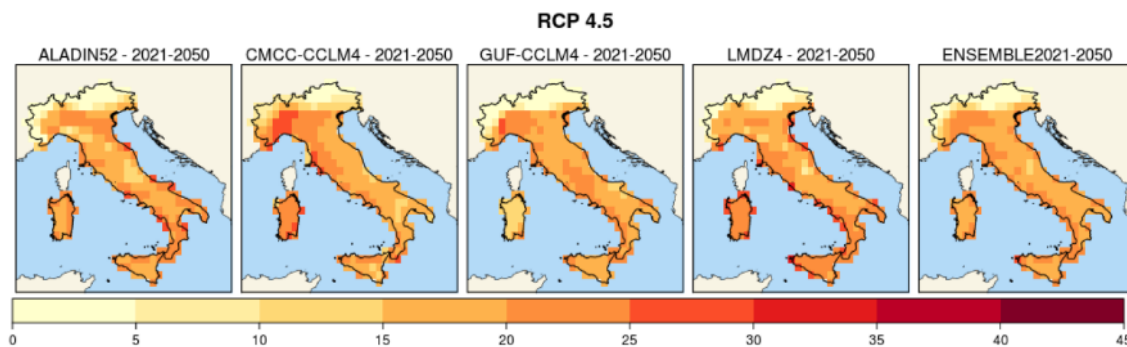 RCP 4.5
ALADIN52 - 2021-2050 CMCC-CCLM4 - 2021-2050 GUF-CCLM4 - 2021-2050 LMDZ4 - 2021-2050 ENSEMBLE2021-2050
0 5 10 15 20 25 30 35 40 45